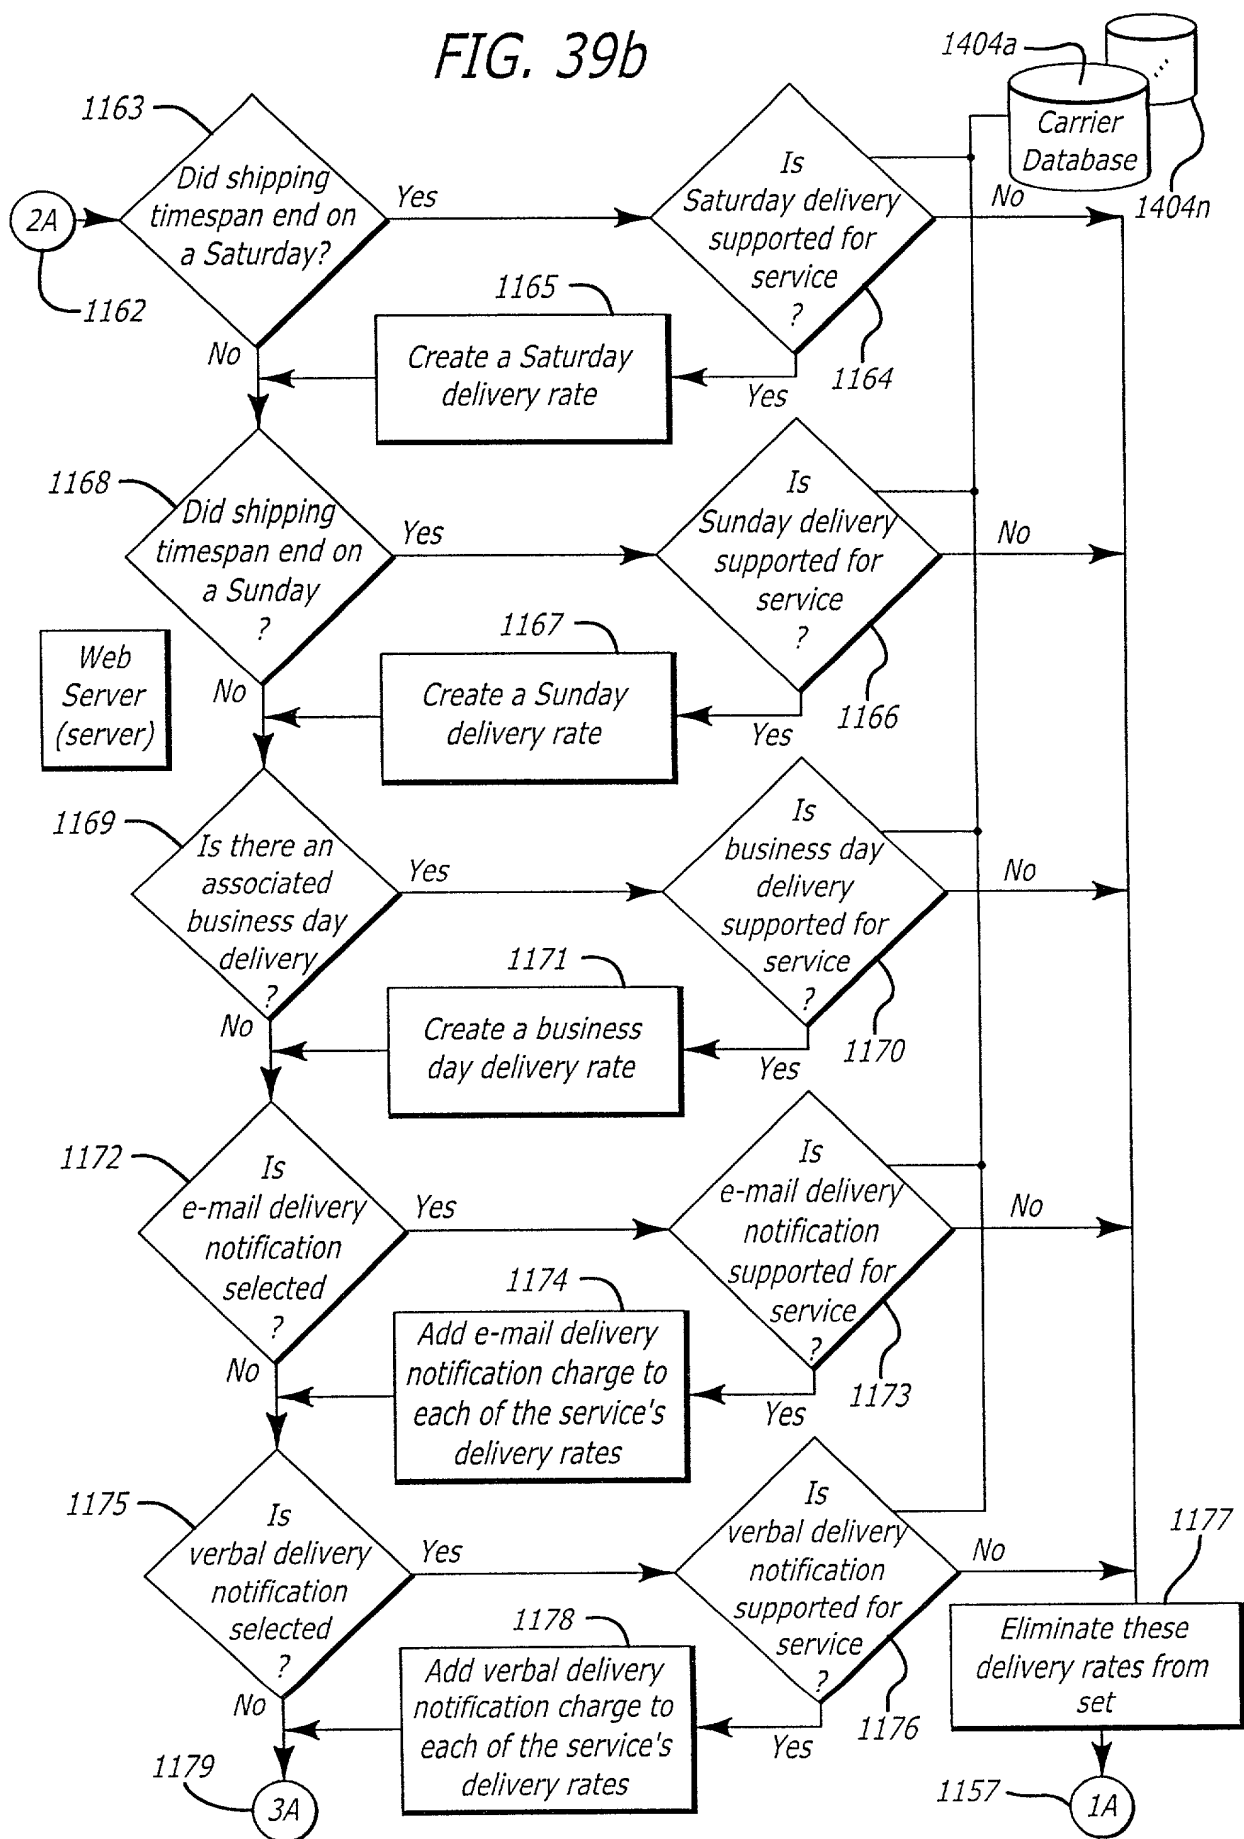 FIG. 39b
1404a
Carrier
Database
1404n
1163
Did shipping
timespan end on
a Saturday?
Yes
Is
Saturday delivery
supported for
service
?
No
2A
1162
No
1165
Create a Saturday
delivery rate
Yes
1164
1168
Did shipping
timespan end on
a Sunday
?
Yes
Is
Sunday delivery
supported for
service
?
No
Web
Server
(server)
No
1167
Create a Sunday
delivery rate
Yes
1166
1169
Is there an
associated
business day
delivery
?
Yes
Is
business day
delivery
supported for
service
?
No
No
1171
Create a business
day delivery rate
Yes
1170
1172
Is
e-mail delivery
notification
selected
?
Yes
Is
e-mail delivery
notification
supported for
service
?
No
No
1174
Add e-mail delivery
notification charge to
each of the service's
delivery rates
Yes
1173
1175
Is
verbal delivery
notification
selected
?
Yes
Is
verbal delivery
notification
supported for
service
?
No
1177
Eliminate these
delivery rates from
set
No
1178
Add verbal delivery
notification charge to
each of the service's
delivery rates
Yes
1176
1179
3A
1157
1A